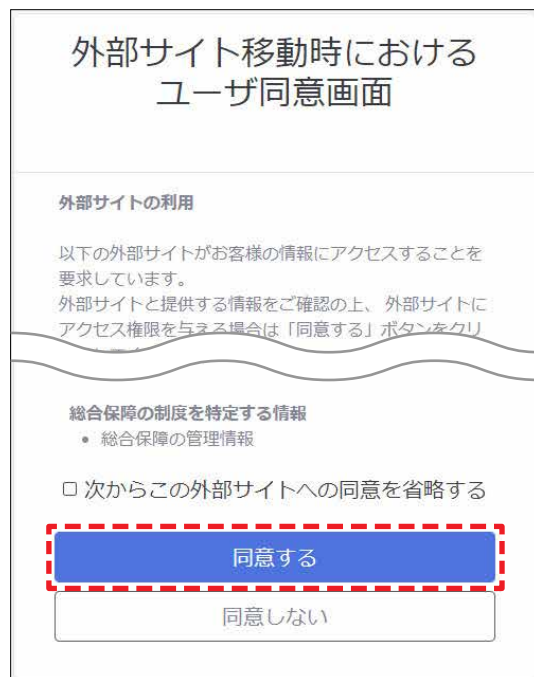 外部サイト移動時における
ユーザ同意画面
外部サイトの利用
以下の外部サイトがお客様の情報にアクセスすることを
要求しています。
外部サイトと提供する情報をご確認の上、 外部サイトに
アクセス権限を与える場合は「同意する」ボタンをクリ
総合保障の制度を特定する情報
• 総合保障の管理情報
次からこの外部サイトへの同意を省略する
同意する
同意しない